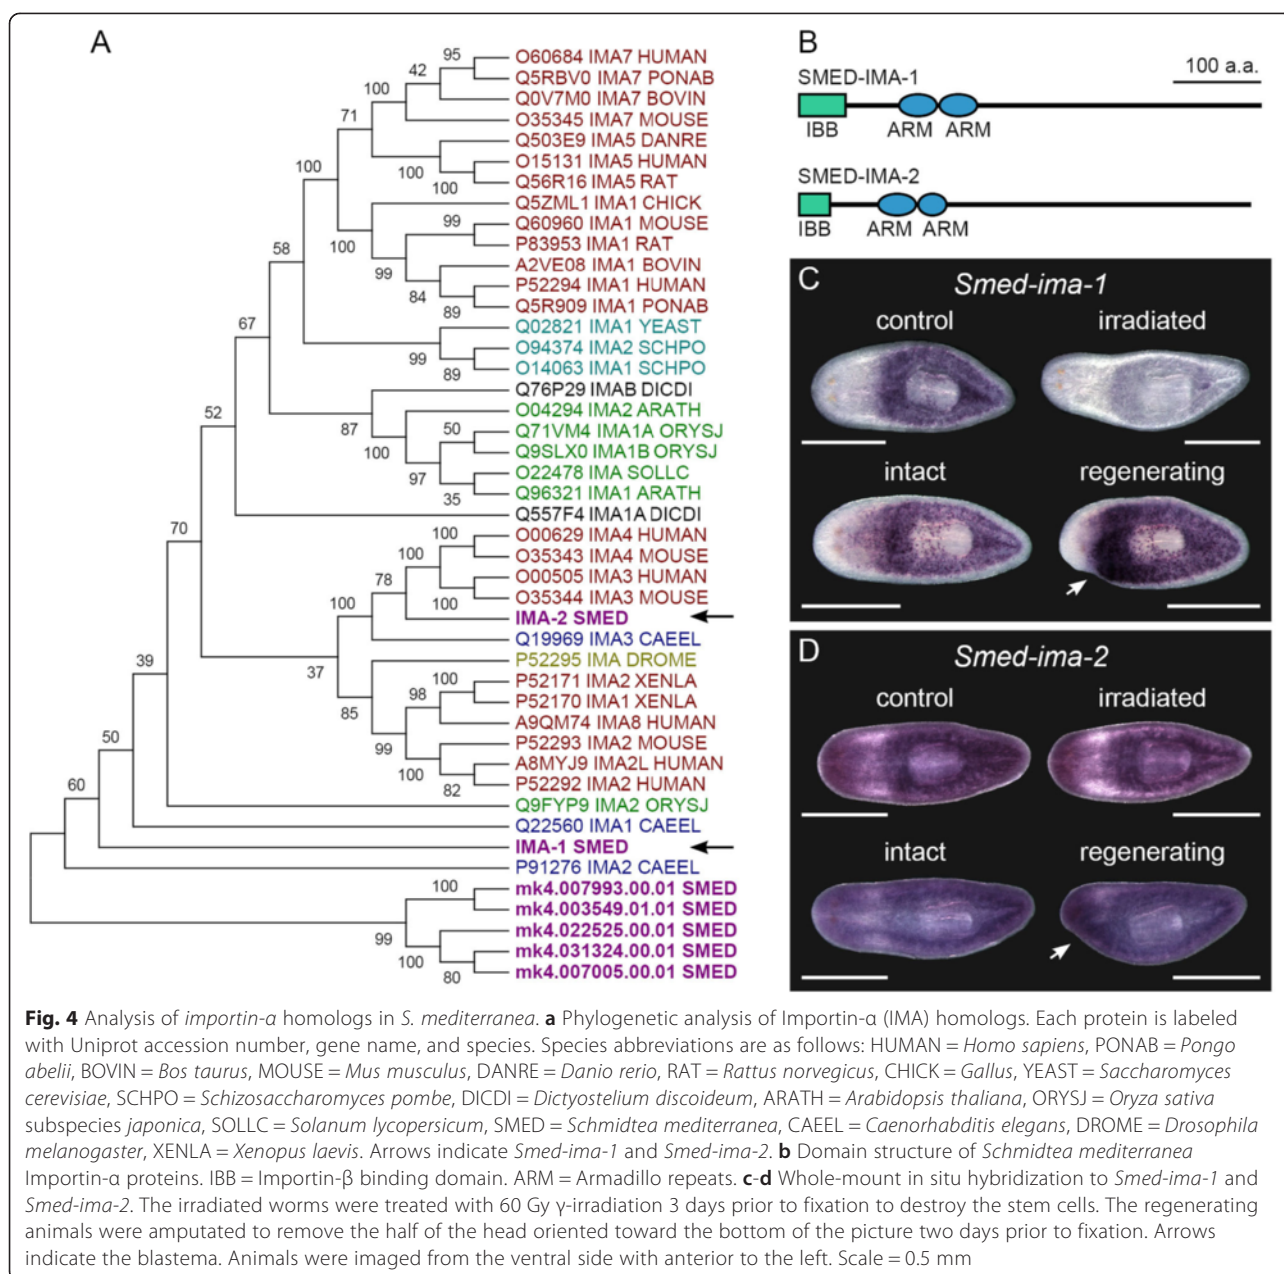 A
O60684 IMA7 HUMAN
Q5RBV0 IMA7 PONAB
Q0V7M0 IMA7 BOVIN
O35345 IMA7 MOUSE
Q503E9 IMA5 DANRE
O15131 IMA5 HUMAN
Q56R16 IMA5 RAT
Q5ZML1 IMA1 CHICK
Q60960 IMA1 MOUSE
P83953 IMA1 RAT
A2VE08 IMA1 BOVIN
P52294 IMA1 HUMAN
Q5R909 IMA1 PONAB
Q02821 IMA1 YEAST
O94374 IMA2 SCHPO
O14063 IMA1 SCHPO
Q76P29 IMAB DICDI
O04294 IMA2 ARATH
Q71VM4 IMA1A ORYSJ
Q9SLX0 IMA1B ORYSJ
O22478 IMA SOLLC
Q96321 IMA1 ARATH
Q557F4 IMA1A DICDI
O00629 IMA4 HUMAN
O35343 IMA4 MOUSE
O00505 IMA3 HUMAN
O35344 IMA3 MOUSE
IMA-2 SMED
Q19969 IMA3 CAEEL
P52295 IMA DROME
P52171 IMA2 XENLA
P52170 IMA1 XENLA
A9QM74 IMA8 HUMAN
P52293 IMA2 MOUSE
A8MYJ9 IMA2L HUMAN
P52292 IMA2 HUMAN
Q9FYP9 IMA2 ORYSJ
Q22560 IMA1 CAEEL
IMA-1 SMED
P91276 IMA2 CAEEL
mk4.007993.00.01 SMED
mk4.003549.01.01 SMED
mk4.022525.00.01 SMED
mk4.031324.00.01 SMED
mk4.007005.00.01 SMED
95
42
100
71
100
100
100
99
100
99
84
89
58
99
89
67
87
50
100
97
35
52
70
100
100
78
100
100
37
100
98
85
99
100
82
39
50
60
100
99
100
80
B
100 a.a.
SMED-IMA-1
IBB ARM ARM
SMED-IMA-2
IBB ARM ARM
C Smed-ima-1
control irradiated
intact regenerating
D Smed-ima-2
control irradiated
intact regenerating
Fig. 4 Analysis of importin-α homologs in S. mediterranea. a Phylogenetic analysis of Importin-α (IMA) homologs. Each protein is labeled
with Uniprot accession number, gene name, and species. Species abbreviations are as follows: HUMAN = Homo sapiens, PONAB = Pongo
abelii, BOVIN = Bos taurus, MOUSE = Mus musculus, DANRE = Danio rerio, RAT = Rattus norvegicus, CHICK = Gallus, YEAST = Saccharomyces
cerevisiae, SCHPO = Schizosaccharomyces pombe, DICDI = Dictyostelium discoideum, ARATH = Arabidopsis thaliana, ORYSJ = Oryza sativa
subspecies japonica, SOLLC = Solanum lycopersicum, SMED = Schmidtea mediterranea, CAEEL = Caenorhabditis elegans, DROME = Drosophila
melanogaster, XENLA = Xenopus laevis. Arrows indicate Smed-ima-1 and Smed-ima-2. b Domain structure of Schmidtea mediterranea
Importin-α proteins. IBB = Importin-β binding domain. ARM = Armadillo repeats. c-d Whole-mount in situ hybridization to Smed-ima-1 and
Smed-ima-2. The irradiated worms were treated with 60 Gy γ-irradiation 3 days prior to fixation to destroy the stem cells. The regenerating
animals were amputated to remove the half of the head oriented toward the bottom of the picture two days prior to fixation. Arrows
indicate the blastema. Animals were imaged from the ventral side with anterior to the left. Scale = 0.5 mm